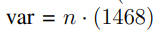 var = n · (1468)